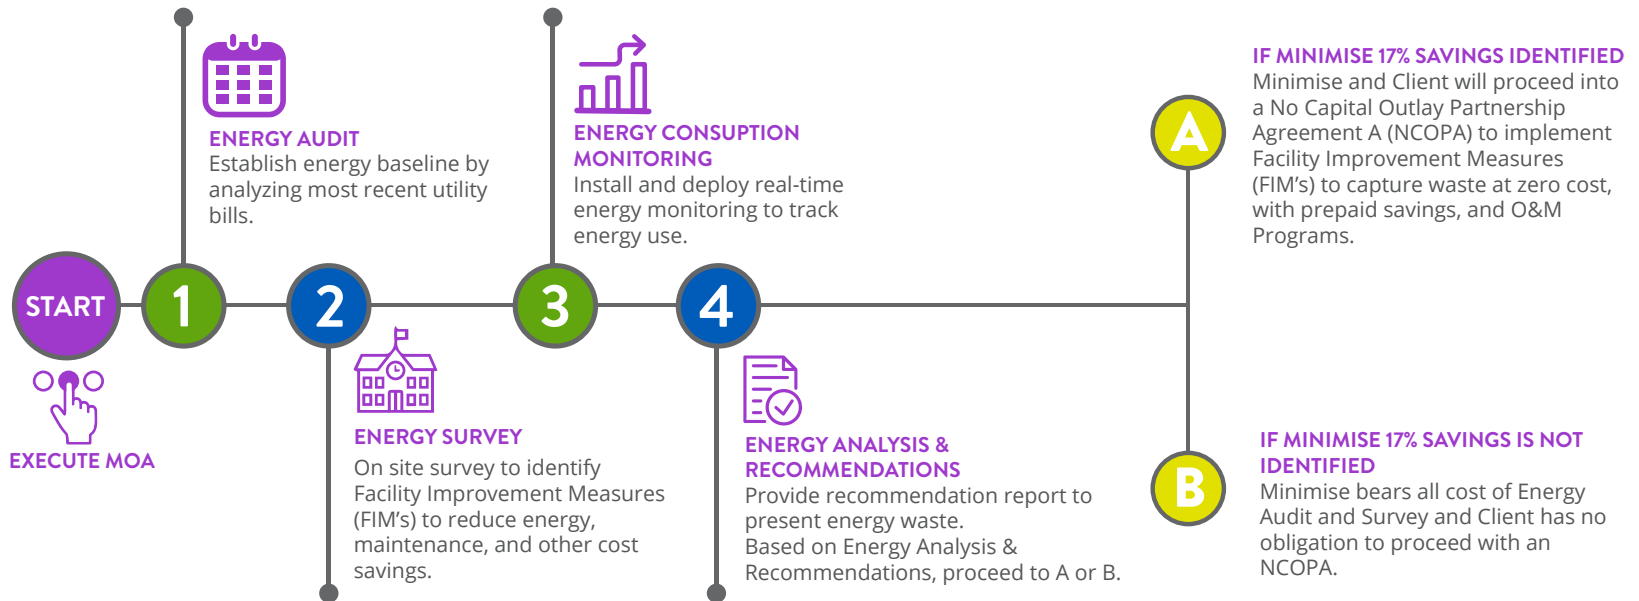 START
EXECUTE MOA
1
ENERGY AUDIT
Establish energy baseline by
analyzing most recent utility
bills.
2
ENERGY SURVEY
On site survey to identify
Facility Improvement Measures
(FIM’s) to reduce energy,
maintenance, and other cost
savings.
3
ENERGY CONSUPTION
MONITORING
Install and deploy real-time
energy monitoring to track
energy use.
4
ENERGY ANALYSIS &
RECOMMENDATIONS
Provide recommendation report to
present energy waste.
Based on Energy Analysis &
Recommendations, proceed to A or B.
A
IF MINIMISE 17% SAVINGS IDENTIFIED
Minimise and Client will proceed into
a No Capital Outlay Partnership
Agreement A (NCOPA) to implement
Facility Improvement Measures
(FIM’s) to capture waste at zero cost,
with prepaid savings, and O&M
Programs.
B
IF MINIMISE 17% SAVINGS IS NOT
IDENTIFIED
Minimise bears all cost of Energy
Audit and Survey and Client has no
obligation to proceed with an
NCOPA.